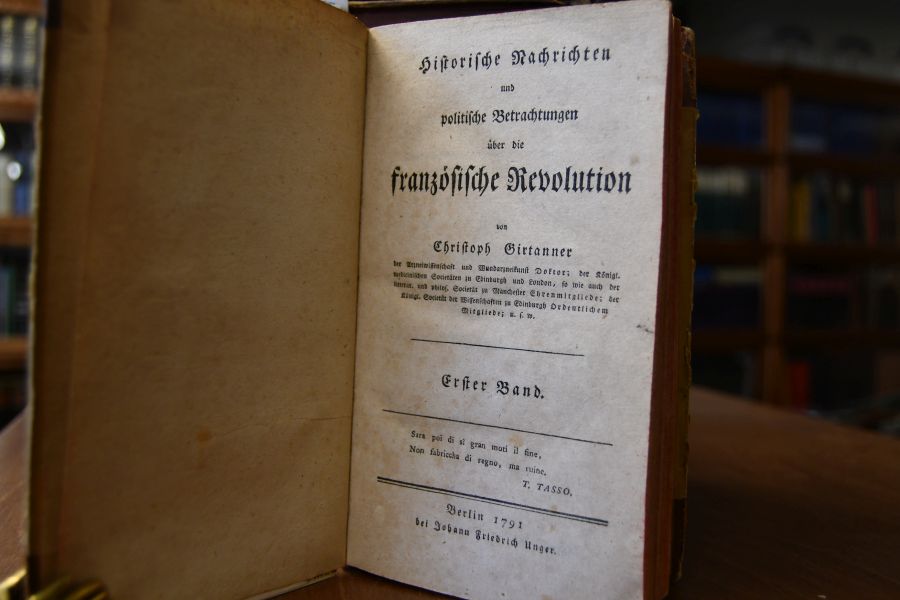 Historische Nachrichten
und
politische Betrachtungen
über die
französische Revolution
von
Christoph Girtanner
der Arzneiwissenschaft und Wundarzneikunst Doktor; der Königl.
medicinischen Societäten zu Edinburgh und London, so wie auch der
litterar. und philos. Societät zu Manchester Ehrenmitgliede; der
Königl. Societät der Wissenschaften zu Edinburgh Ordentlichem
Mitgliede; u. s. w.
Erster Band.
Sara poi di si gran moti il fine,
Non fabricche di regno, ma ruine.
T. TASSO.
Berlin 1791
bei Johann Friedrich Unger.